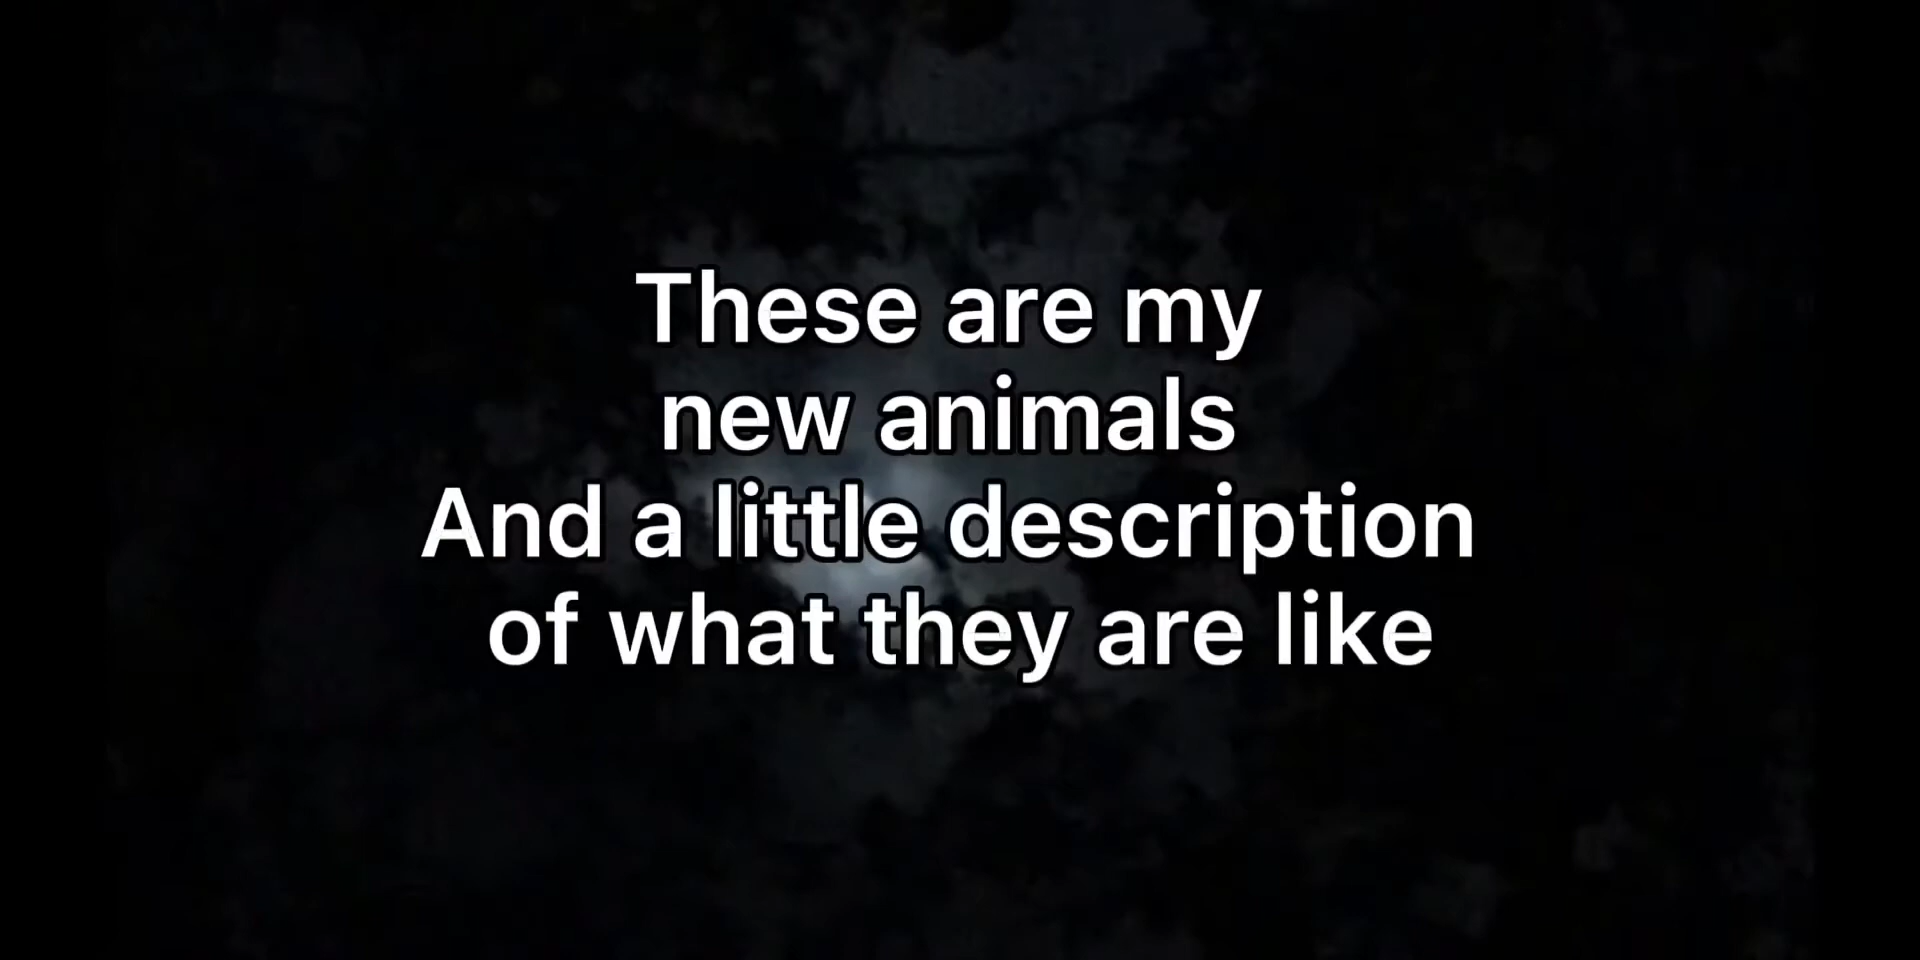 These are my
new animals
And a little description
of what they are like